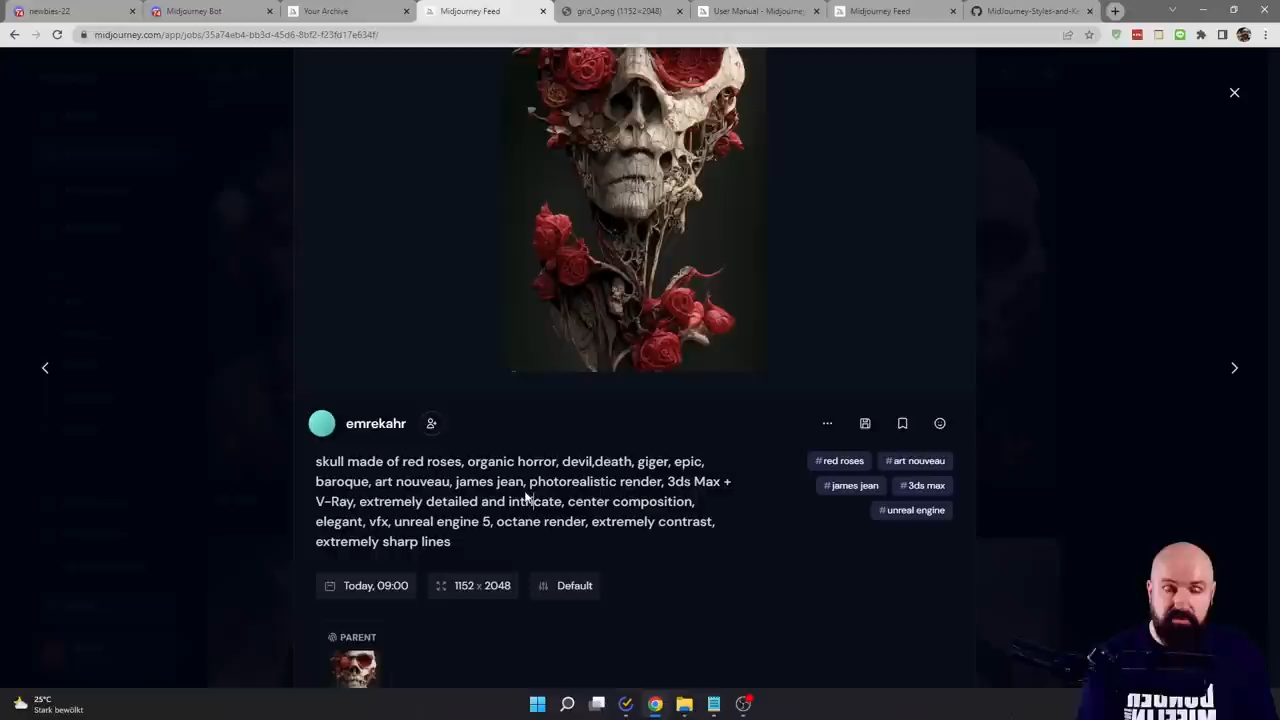 newbies-22
Midjourney Bot
Your Archive
Midjourney Feed
grid_0.png (1152×2048)
User Manual - Midjourney
Midjourney Feed
MidJourney-Styles-and-Ke
midjourney.com/app/jobs/35a74eb4-bb3d-45d6-8bf2-f23fd17e634f/
emrekahr
skull made of red roses, organic horror, devil,death, giger, epic,
baroque, art nouveau, james jean, photorealistic render, 3ds Max +
V-Ray, extremely detailed and intricate, center composition,
elegant, vfx, unreal engine 5, octane render, extremely contrast,
extremely sharp lines
#red roses #art nouveau
#james jean #3ds max
#unreal engine
Today, 09:00 1152 x 2048 Default
PARENT
25°C
Stark bewölkt